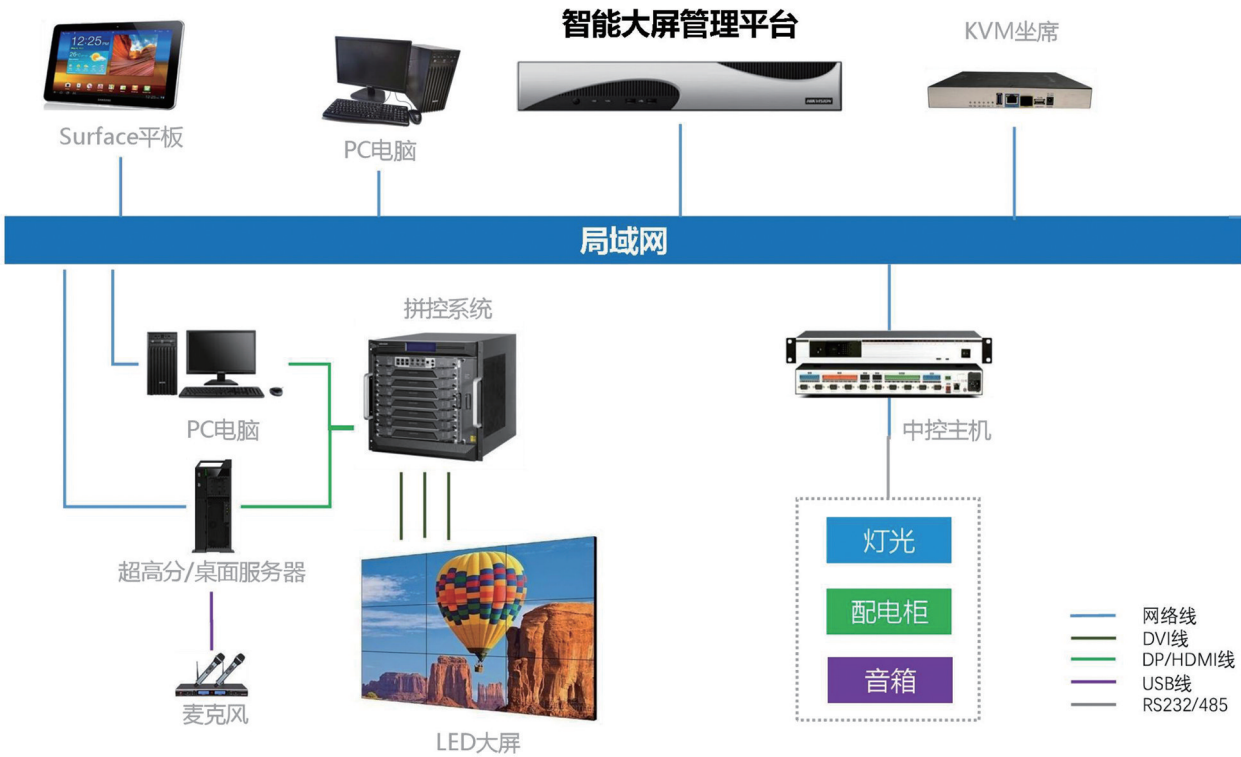 智能大屏管理平台
KVM坐席
12:25
Surface平板
PC电脑
HIKVISION
局域网
拼控系统
PC电脑
中控主机
超高分/桌面服务器
灯光
配电柜
音箱
麦克风
LED大屏
网络线
DVI线
DP/HDMI线
USB线
RS232/485